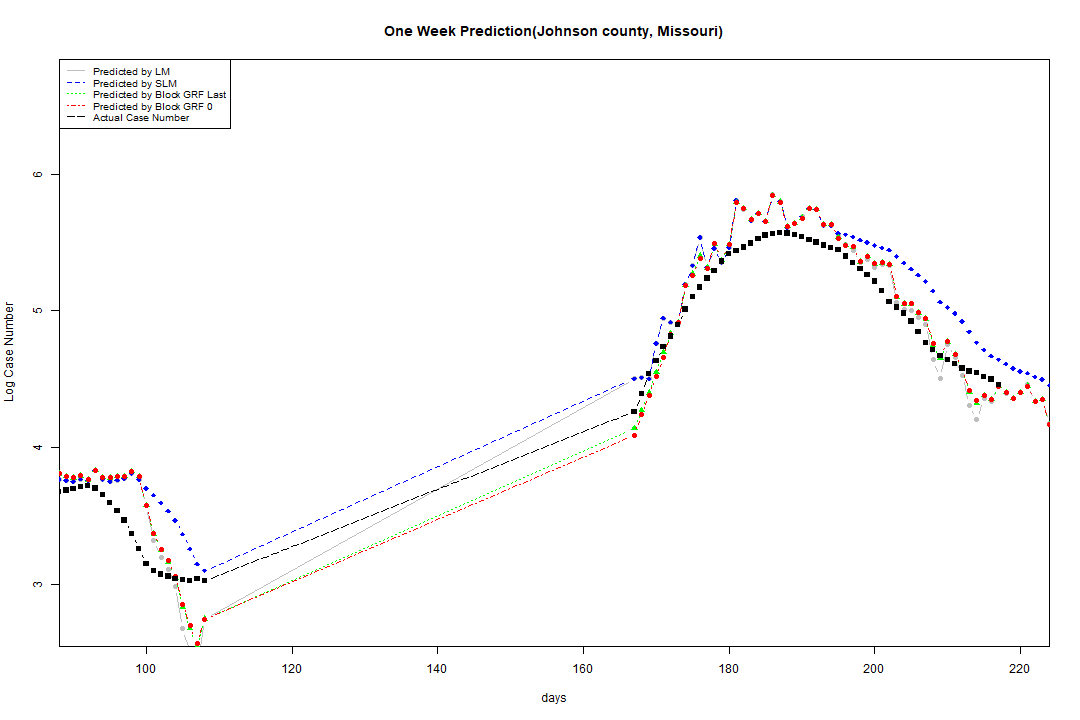 One Week Prediction(Johnson county, Missouri)
Predicted by LM
Predicted by SLM
Predicted by Block GRF Last
Predicted by Block GRF 0
Actual Case Number
6
5
4
3
Log Case Number
100 120 140 160 180 200 220
days